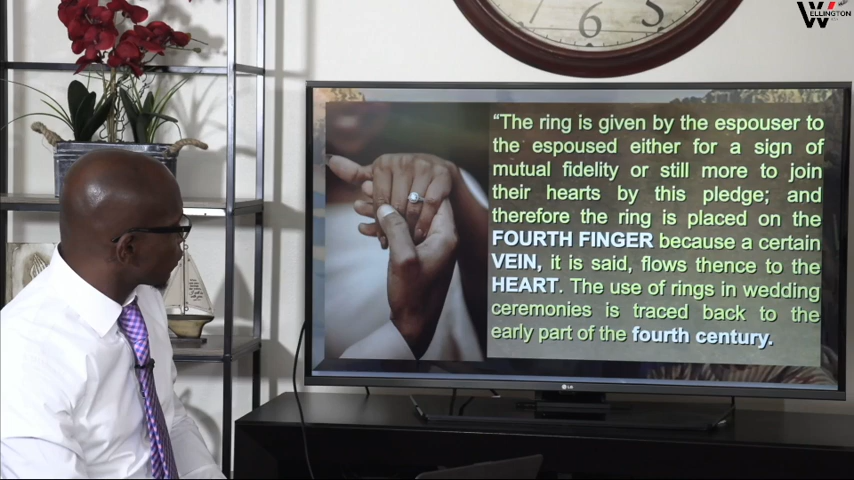 WELLINGTON
6 5
“The ring is given by the espouser to
the espoused either for a sign of
mutual fidelity or still more to join
their hearts by this pledge; and
therefore the ring is placed on the
FOURTH FINGER because a certain
VEIN, it is said, flows thence to the
HEART. The use of rings in wedding
ceremonies is traced back to the
early part of the fourth century.
LG